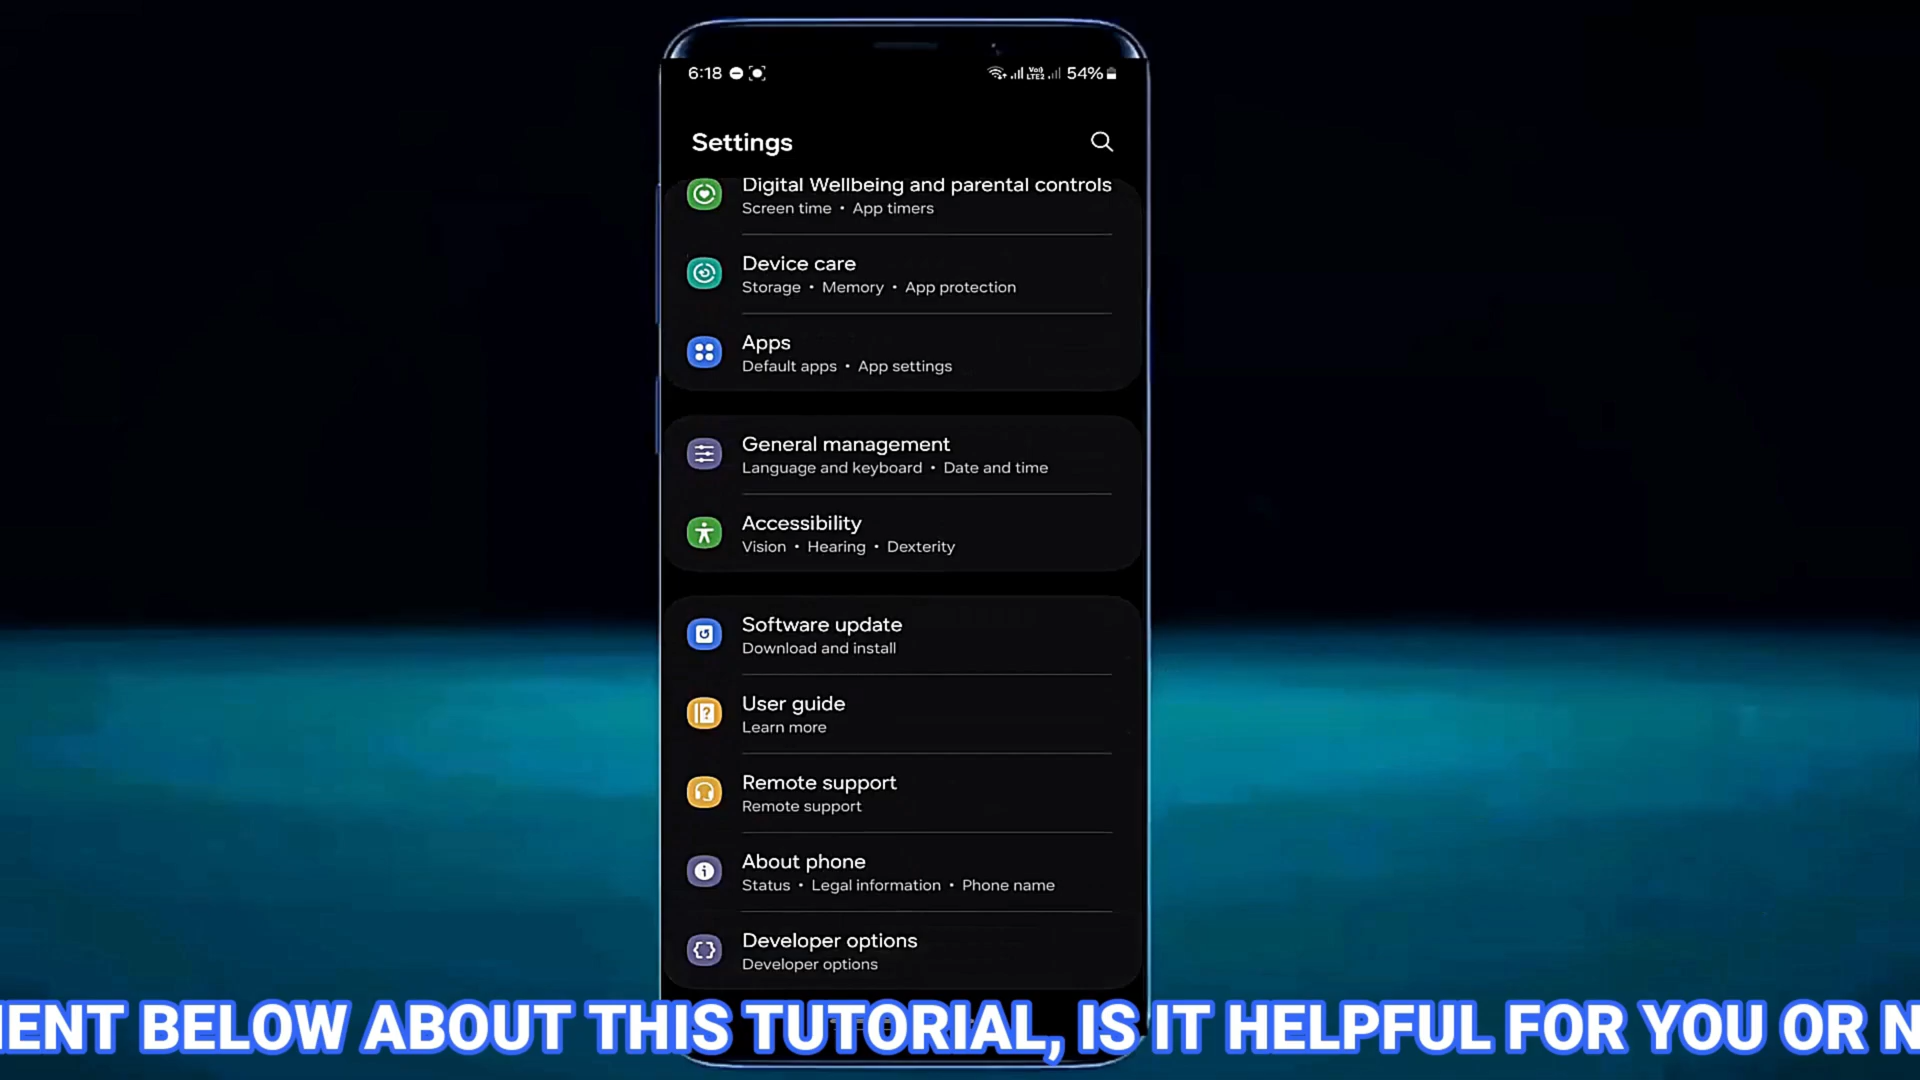 6:18 Vo) LTE2 54%
Settings
Digital Wellbeing and parental controls
Screen time • App timers
Device care
Storage • Memory • App protection
Apps
Default apps • App settings
General management
Language and keyboard • Date and time
Accessibility
Vision • Hearing • Dexterity
Software update
Download and install
User guide
Learn more
Remote support
Remote support
About phone
Status • Legal information • Phone name
Developer options
Developer options
MENT BELOW ABOUT THIS TUTORIAL, IS IT HELPFUL FOR YOU OR N